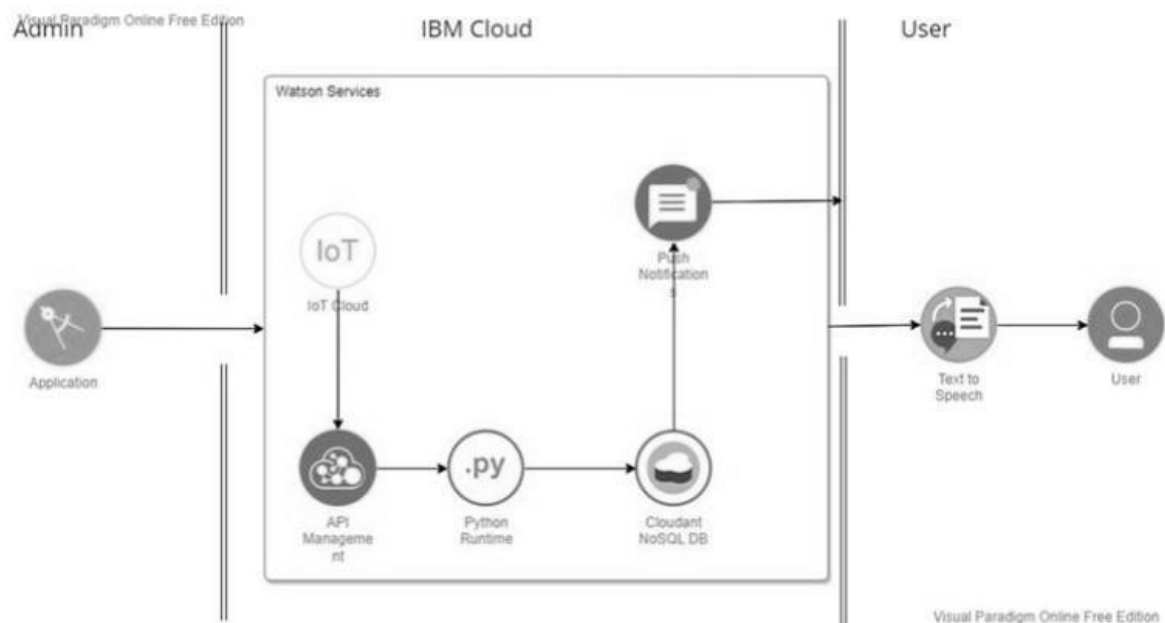 Visual Paradigm Online Free Edition
Admin
IBM Cloud
User
Watson Services
IoT
IoT Cloud
Push
Notification
s
Application
Text to
Speech
User
.py
API
Manageme
nt
Python
Runtime
Cloudant
NoSQL DB
Visual Paradigm Online Free Edition